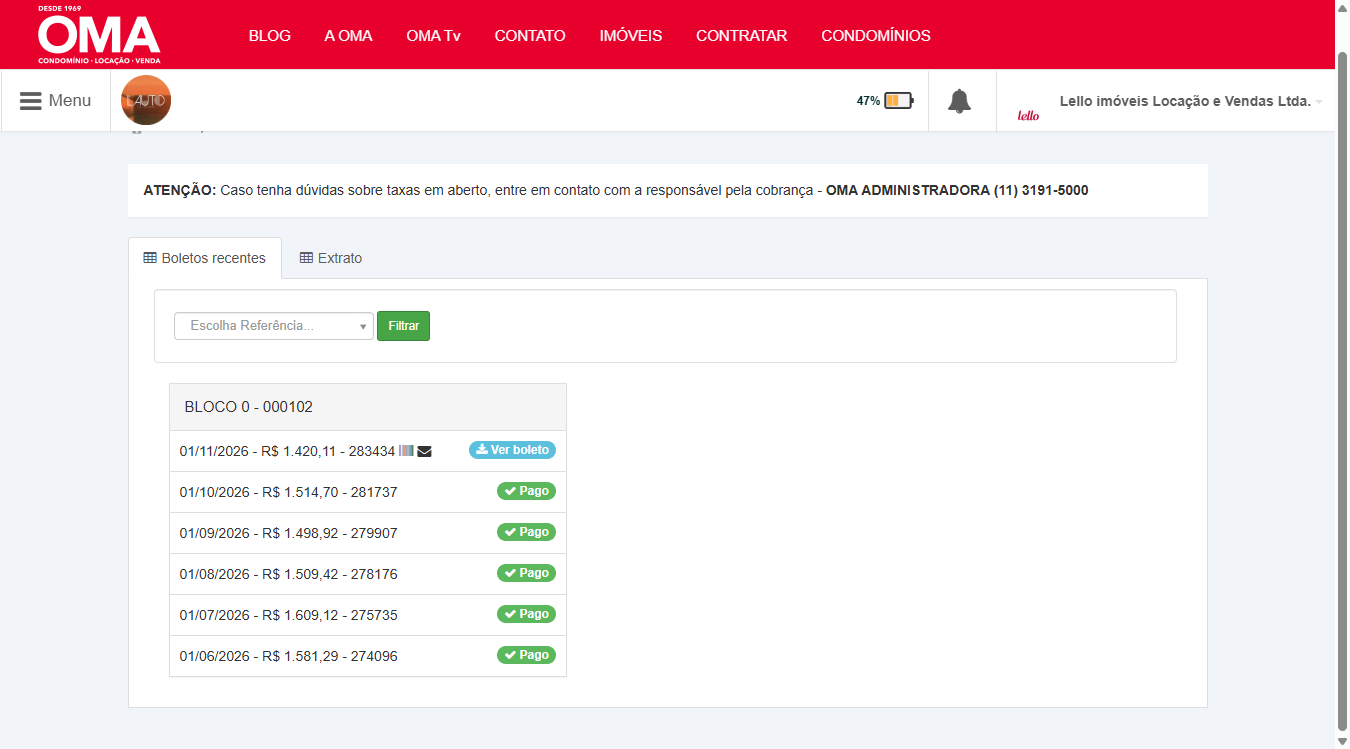 DESDE 1969
OMA
CONDOMÍNIO · LOCAÇÃO · VENDA
BLOG A OMA OMA Tv CONTATO IMÓVEIS CONTRATAR CONDOMÍNIOS
Menu
47%
lello
Lello imóveis Locação e Vendas Ltda.
ATENÇÃO: Caso tenha dúvidas sobre taxas em aberto, entre em contato com a responsável pela cobrança - OMA ADMINISTRADORA (11) 3191-5000
Boletos recentes Extrato
Escolha Referência... Filtrar
BLOCO 0 - 000102
01/11/2026 - R$ 1.420,11 - 283434 Ver boleto
01/10/2026 - R$ 1.514,70 - 281737 Pago
01/09/2026 - R$ 1.498,92 - 279907 Pago
01/08/2026 - R$ 1.509,42 - 278176 Pago
01/07/2026 - R$ 1.609,12 - 275735 Pago
01/06/2026 - R$ 1.581,29 - 274096 Pago